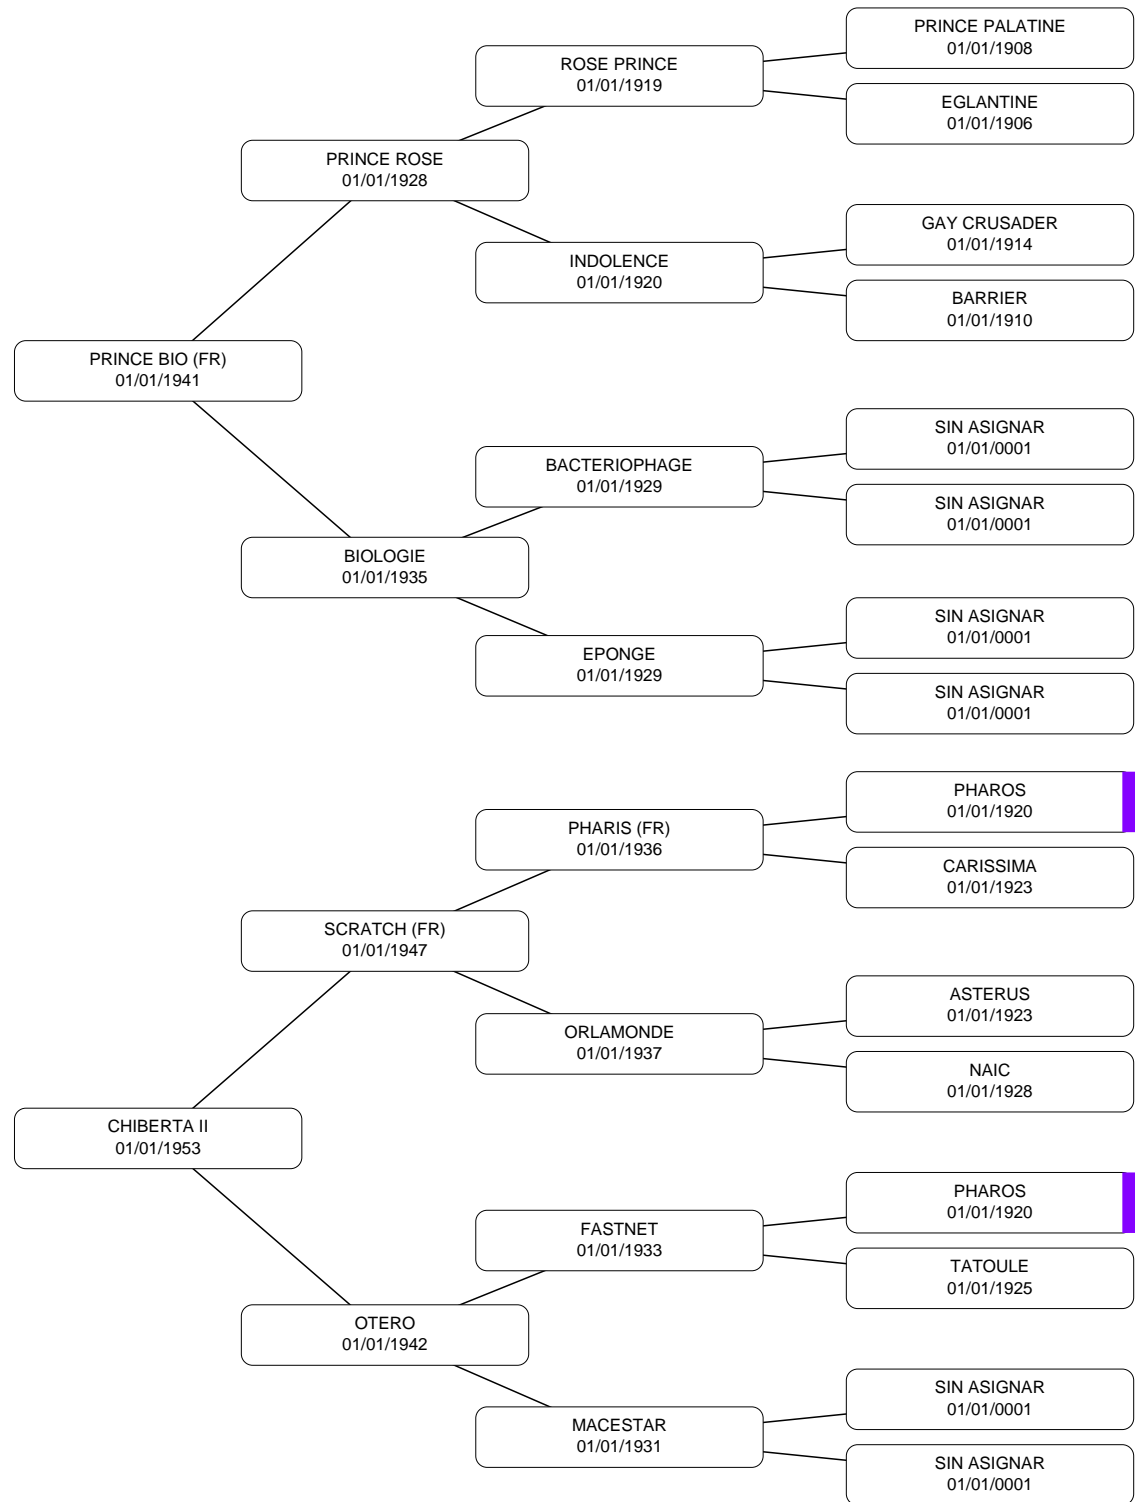 PRINCE PALATINE
01/01/1908
ROSE PRINCE
01/01/1919
EGLANTINE
01/01/1906
PRINCE ROSE
01/01/1928
GAY CRUSADER
01/01/1914
INDOLENCE
01/01/1920
BARRIER
01/01/1910
PRINCE BIO (FR)
01/01/1941
SIN ASIGNAR
01/01/0001
BACTERIOPHAGE
01/01/1929
SIN ASIGNAR
01/01/0001
BIOLOGIE
01/01/1935
SIN ASIGNAR
01/01/0001
EPONGE
01/01/1929
SIN ASIGNAR
01/01/0001
PHAROS
01/01/1920
PHARIS (FR)
01/01/1936
CARISSIMA
01/01/1923
SCRATCH (FR)
01/01/1947
ASTERUS
01/01/1923
ORLAMONDE
01/01/1937
NAIC
01/01/1928
CHIBERTA II
01/01/1953
PHAROS
01/01/1920
FASTNET
01/01/1933
TATOULE
01/01/1925
OTERO
01/01/1942
SIN ASIGNAR
01/01/0001
MACESTAR
01/01/1931
SIN ASIGNAR
01/01/0001